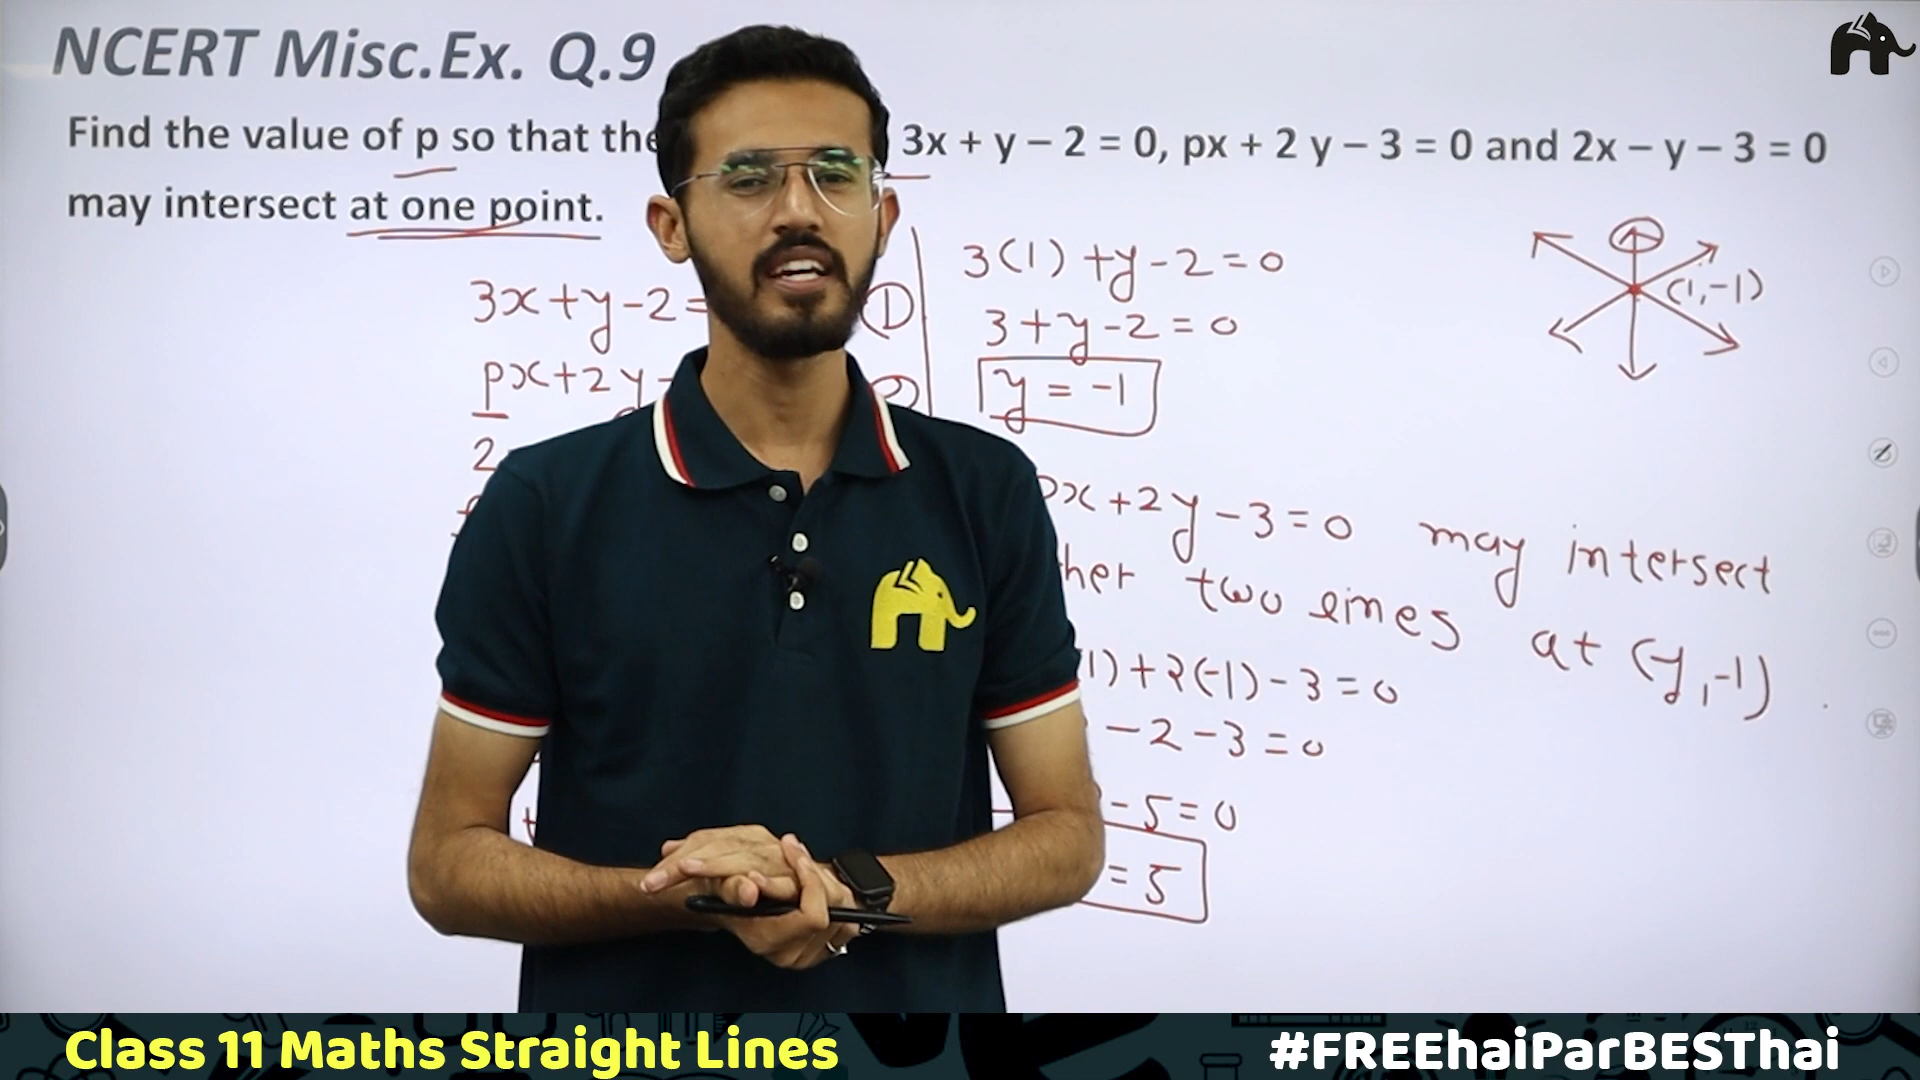 NCERT Misc.Ex. Q.9
Find the value of p so that the 3x + y – 2 = 0, px + 2 y – 3 = 0 and 2x – y – 3 = 0
may intersect at one point.
3x+y-2=
①
px+2y-
2
3(1) +y-2=0
3+y-2=0
y = -1
(1,-1)
px+2y-3=0 may intersect
her two lines at (y,-1)
1)+2(-1)-3=0
-2-3=0
-5=0
=5
Class 11 Maths Straight Lines
#FREEhaiParBESThai